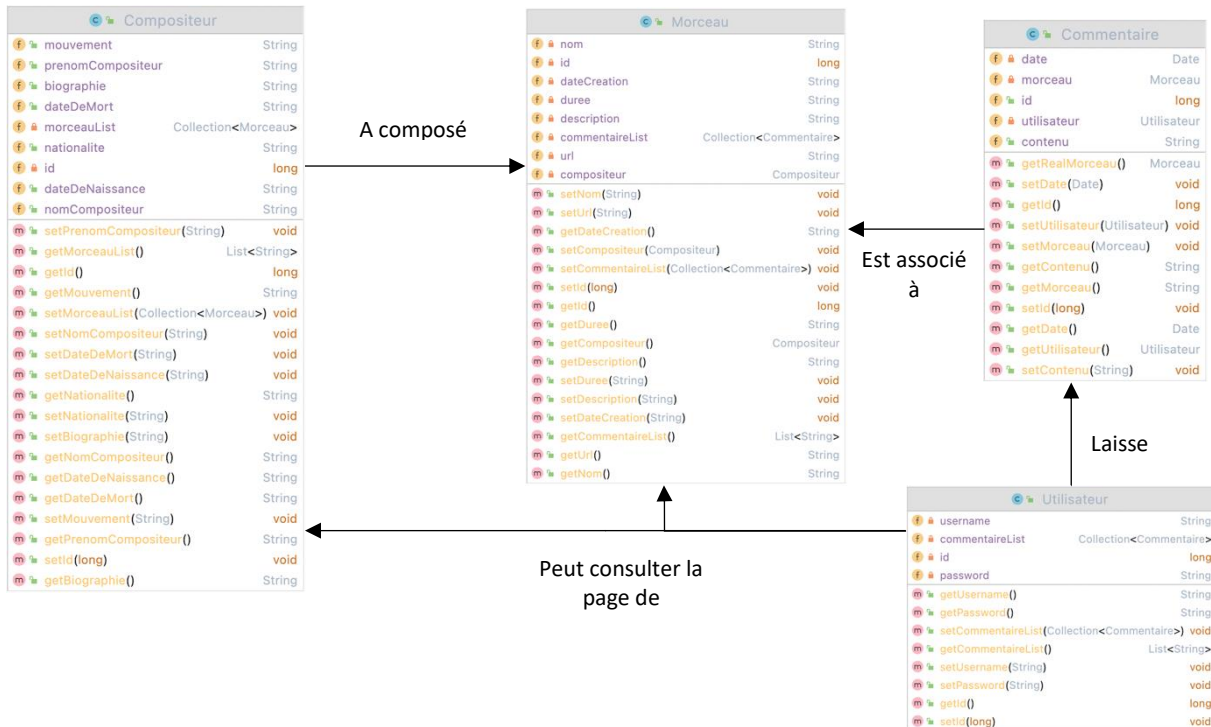 Compositeur
mouvement String
prenomCompositeur String
biographie String
dateDeMort String
morceauList Collection<Morceau>
nationalite String
id long
dateDeNaissance String
nomCompositeur String
setPrenomCompositeur(String) void
getMorceauList() List<String>
getId() long
getMouvement() String
setMorceauList(Collection<Morceau>) void
setNomCompositeur(String) void
setDateDeMort(String) void
setDateDeNaissance(String) void
getNationalite() String
setNationalite(String) void
setBiographie(String) void
getNomCompositeur() String
getDateDeNaissance() String
getDateDeMort() String
setMouvement(String) void
getPrenomCompositeur() String
setId(long) void
getBiographie() String
A composé
Morceau
nom String
id long
dateCreation String
duree String
description String
commentaireList Collection<Commentaire>
url String
compositeur Compositeur
setNom(String) void
setUrl(String) void
getDateCreation() String
setCompositeur(Compositeur) void
setCommentaireList(Collection<Commentaire>) void
setId(long) void
getId() long
getDuree() String
getCompositeur() Compositeur
getDescription() String
setDuree(String) void
setDescription(String) void
setDateCreation(String) void
getCommentaireList() List<String>
getUrl() String
getNom() String
Est associé
à
Commentaire
date Date
morceau Morceau
id long
utilisateur Utilisateur
contenu String
getRealMorceau() Morceau
setDate(Date) void
getId() long
setUtilisateur(Utilisateur) void
setMorceau(Morceau) void
getContenu() String
getMorceau() String
setId(long) void
getDate() Date
getUtilisateur() Utilisateur
setContenu(String) void
Laisse
Peut consulter la
page de
Utilisateur
username String
commentaireList Collection<Commentaire>
id long
password String
getUsername() String
getPassword() String
setCommentaireList(Collection<Commentaire>) void
getCommentaireList() List<String>
setUsername(String) void
setPassword(String) void
getId() long
setId(long) void